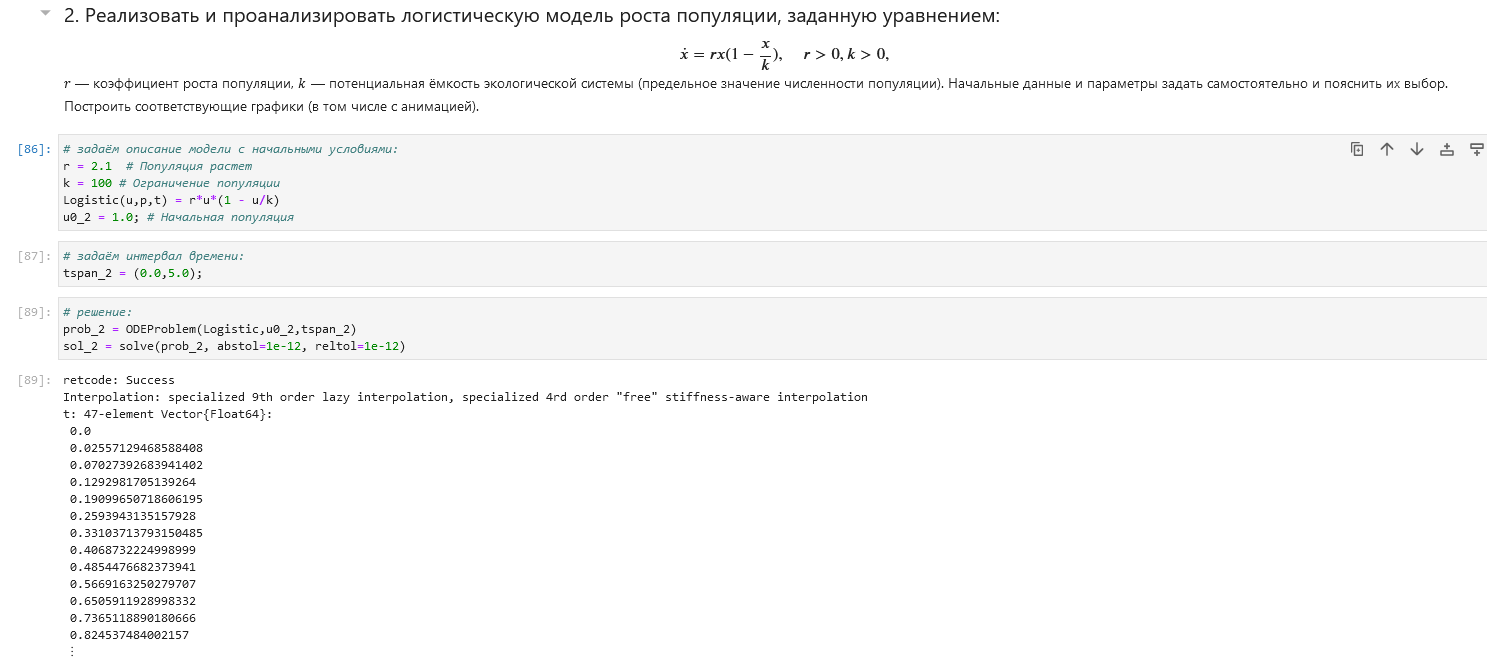 2. Реализовать и проанализировать логистическую модель роста популяции, заданную уравнением:
ẋ = rx(1 − x/k), r > 0, k > 0,
r — коэффициент роста популяции, k — потенциальная ёмкость экологической системы (предельное значение численности популяции). Начальные данные и параметры задать самостоятельно и пояснить их выбор.
Построить соответствующие графики (в том числе с анимацией).
[86]: # задаём описание модели с начальными условиями:
r = 2.1  # Популяция растет
k = 100 # Ограничение популяции
Logistic(u,p,t) = r*u*(1 - u/k)
u0_2 = 1.0; # Начальная популяция
[87]: # задаём интервал времени:
tspan_2 = (0.0,5.0);
[89]: # решение:
prob_2 = ODEProblem(Logistic,u0_2,tspan_2)
sol_2 = solve(prob_2, abstol=1e-12, reltol=1e-12)
[89]: retcode: Success
Interpolation: specialized 9th order lazy interpolation, specialized 4rd order "free" stiffness-aware interpolation
t: 47-element Vector{Float64}:
0.0
0.02557129468588408
0.07027392683941402
0.1292981705139264
0.19099650718606195
0.2593943135157928
0.33103713793150485
0.4068732224998999
0.4854476682373941
0.5669163250279707
0.6505911928998332
0.7365118890180666
0.824537484002157
⋮